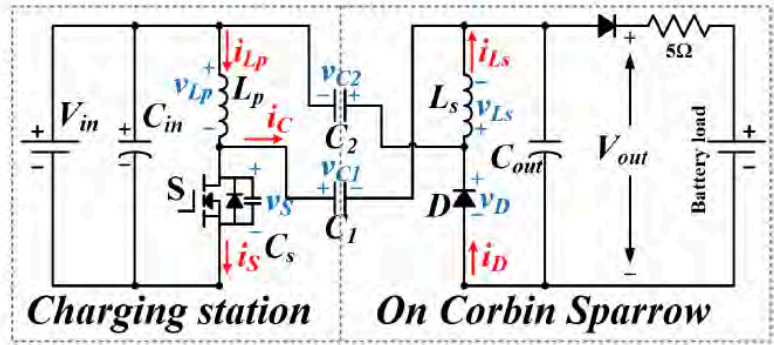 i_Lp
i_Ls
v_Lp
L_p
v_C2
L_s
v_Ls
V_in
C_in
i_C
C_2
5Ω
C_out
V_out
S
v_S
v_C1
D
v_D
Battery load
C_s
C_1
i_S
i_D
Charging station
On Corbin Sparrow